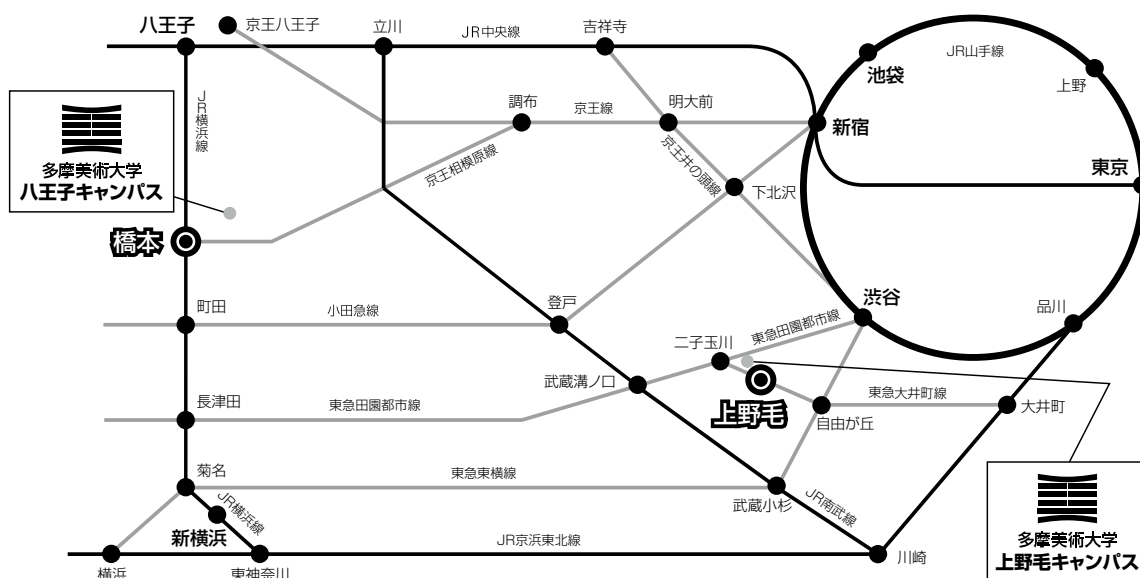 八王子
京王八王子
立川
JR中央線
吉祥寺
池袋
JR山手線
上野
JR横浜線
調布
京王線
明大前
新宿
多摩美術大学
八王子キャンパス
京王相模原線
京王井の頭線
下北沢
東京
橋本
町田
小田急線
登戸
渋谷
品川
二子玉川
東急田園都市線
武蔵溝ノ口
上野毛
東急大井町線
長津田
東急田園都市線
自由が丘
大井町
菊名
東急東横線
武蔵小杉
JR南武線
JR横浜線
新横浜
JR京浜東北線
川崎
横浜
東神奈川
多摩美術大学
上野毛キャンパス